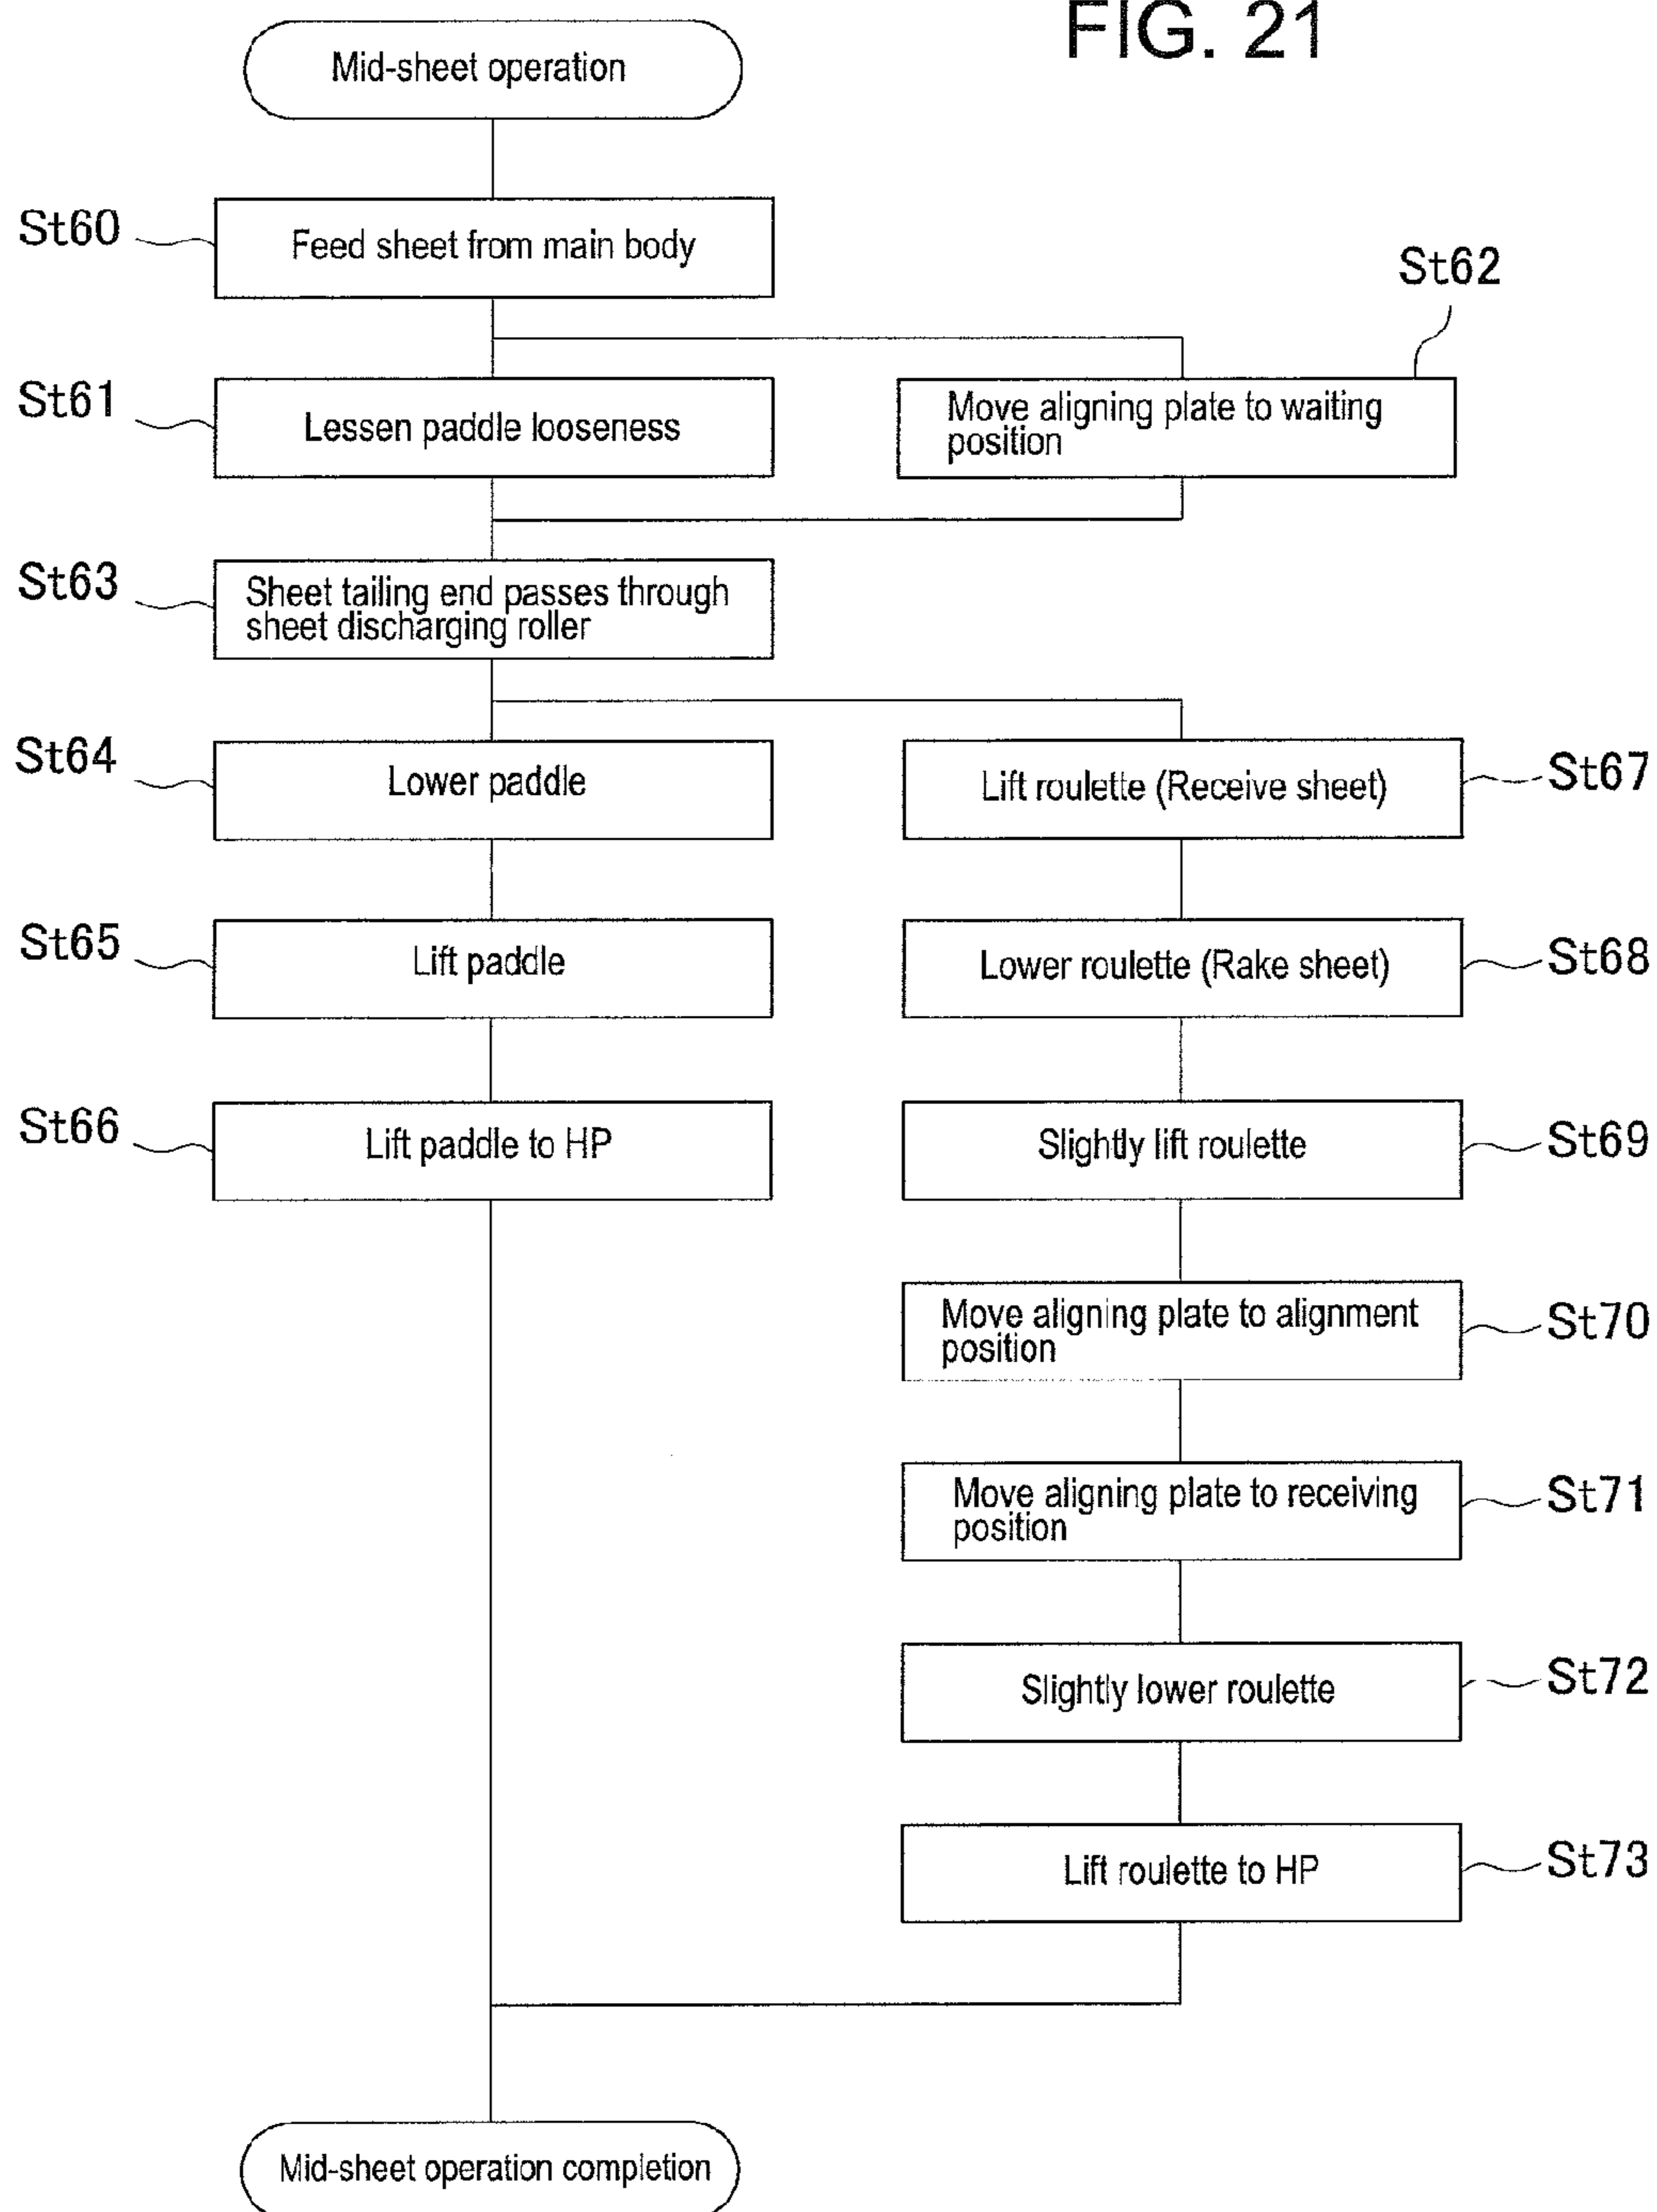 FIG. 21
Mid-sheet operation
St60
Feed sheet from main body
St62
St61
Lessen paddle looseness
Move aligning plate to waiting
position
St63
Sheet tailing end passes through
sheet discharging roller
St64
Lower paddle
Lift roulette (Receive sheet)
St67
St65
Lift paddle
Lower roulette (Rake sheet)
St68
St66
Lift paddle to HP
Slightly lift roulette
St69
Move aligning plate to alignment
position
St70
Move aligning plate to receiving
position
St71
Slightly lower roulette
St72
Lift roulette to HP
St73
Mid-sheet operation completion